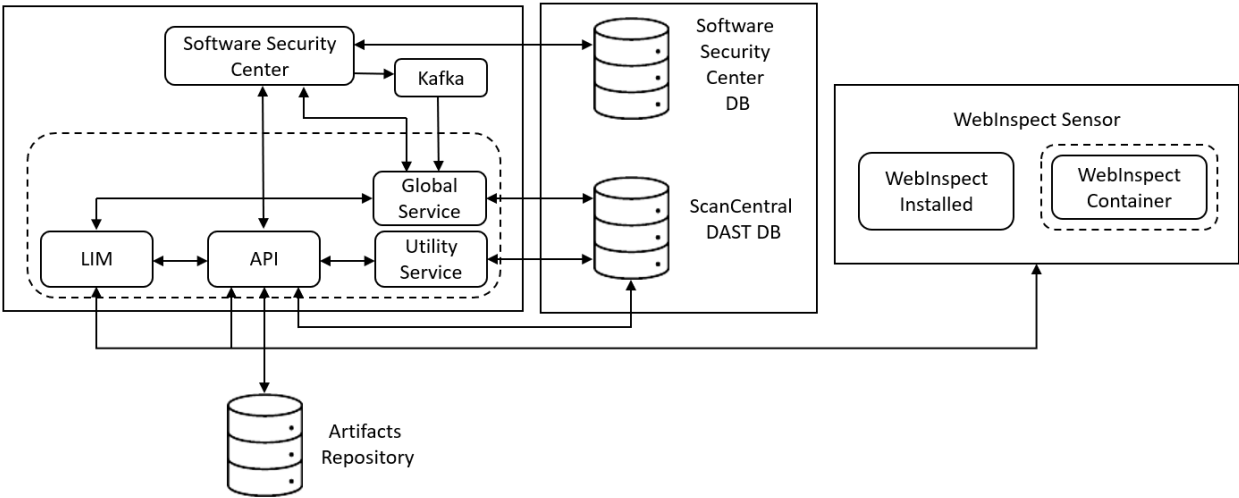 Software Security
Center
Kafka
Global
Service
LIM
API
Utility
Service
Software
Security
Center
DB
ScanCentral
DAST DB
WebInspect Sensor
WebInspect
Installed
WebInspect
Container
Artifacts
Repository